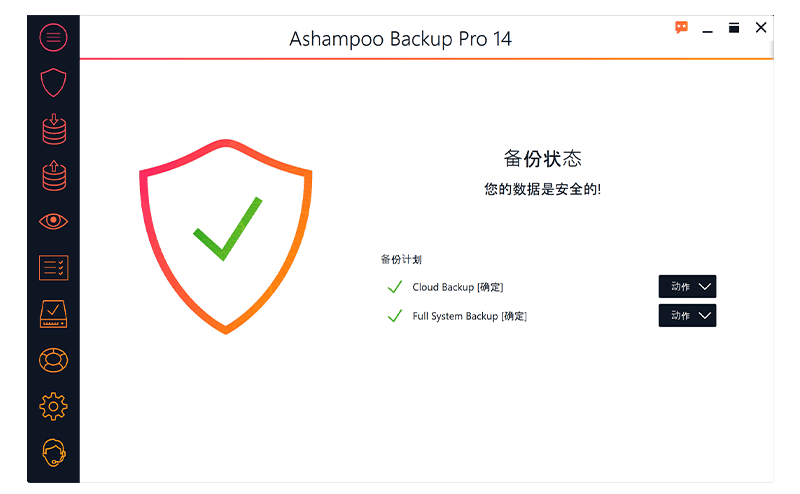 Ashampoo Backup Pro 14
备份状态
您的数据是安全的!
备份计划
Cloud Backup [确定]
动作
Full System Backup [确定]
动作